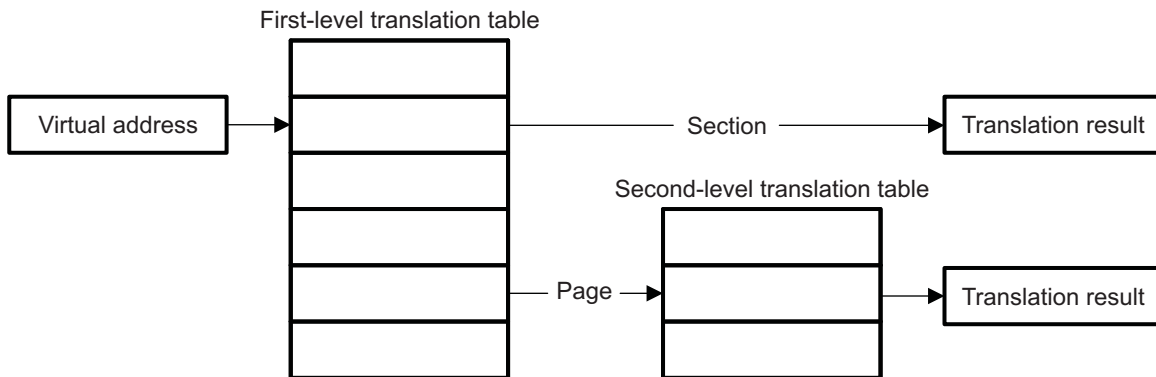 First-level translation table
Virtual address
Section
Translation result
Second-level translation table
Page
Translation result